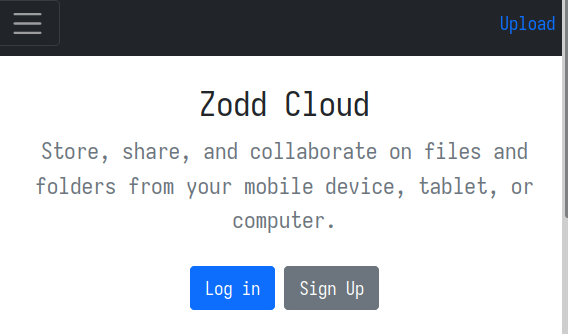 Upload
Zodd Cloud
Store, share, and collaborate on files and
folders from your mobile device, tablet, or
computer.
Log in Sign Up